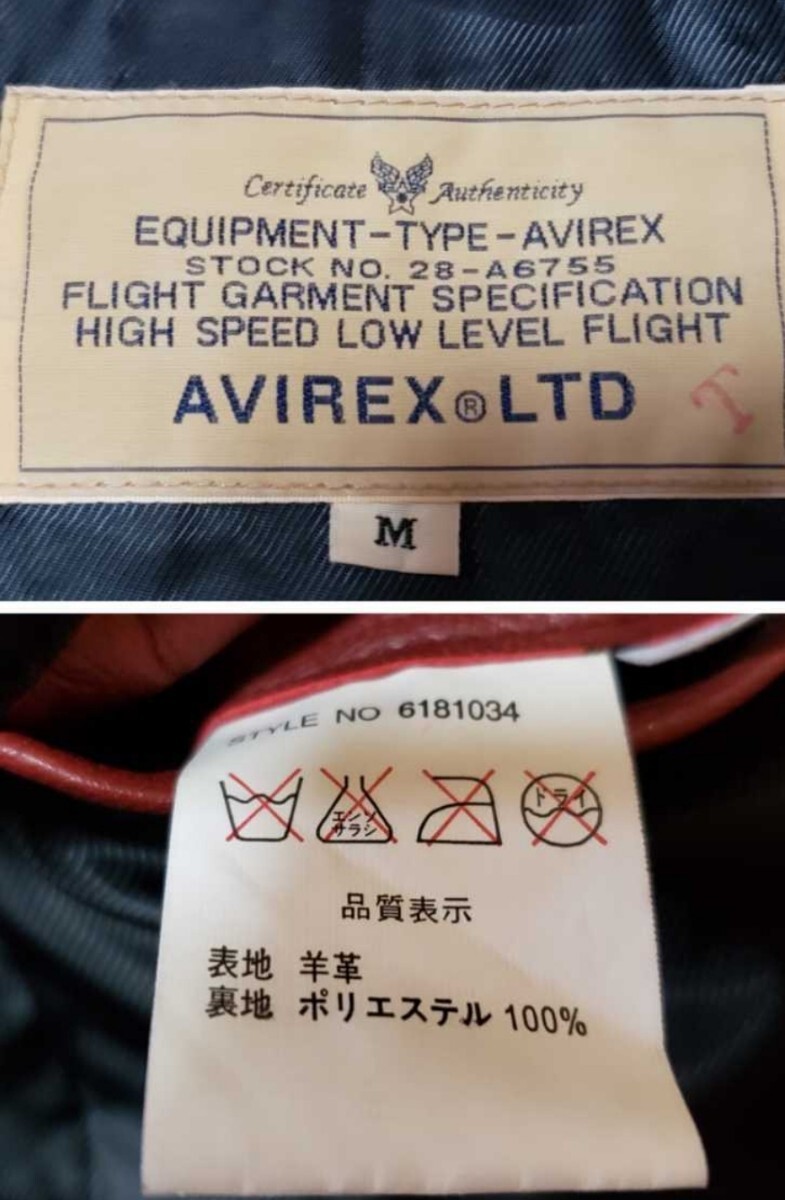 Certificate Authenticity
EQUIPMENT-TYPE-AVIREX
STOCK NO. 28-A6755
FLIGHT GARMENT SPECIFICATION
HIGH SPEED LOW LEVEL FLIGHT
AVIREX® LTD
T
M
STYLE NO 6181034
エンソ
サラシ
ドライ
品質表示
表地 羊革
裏地 ポリエステル 100%